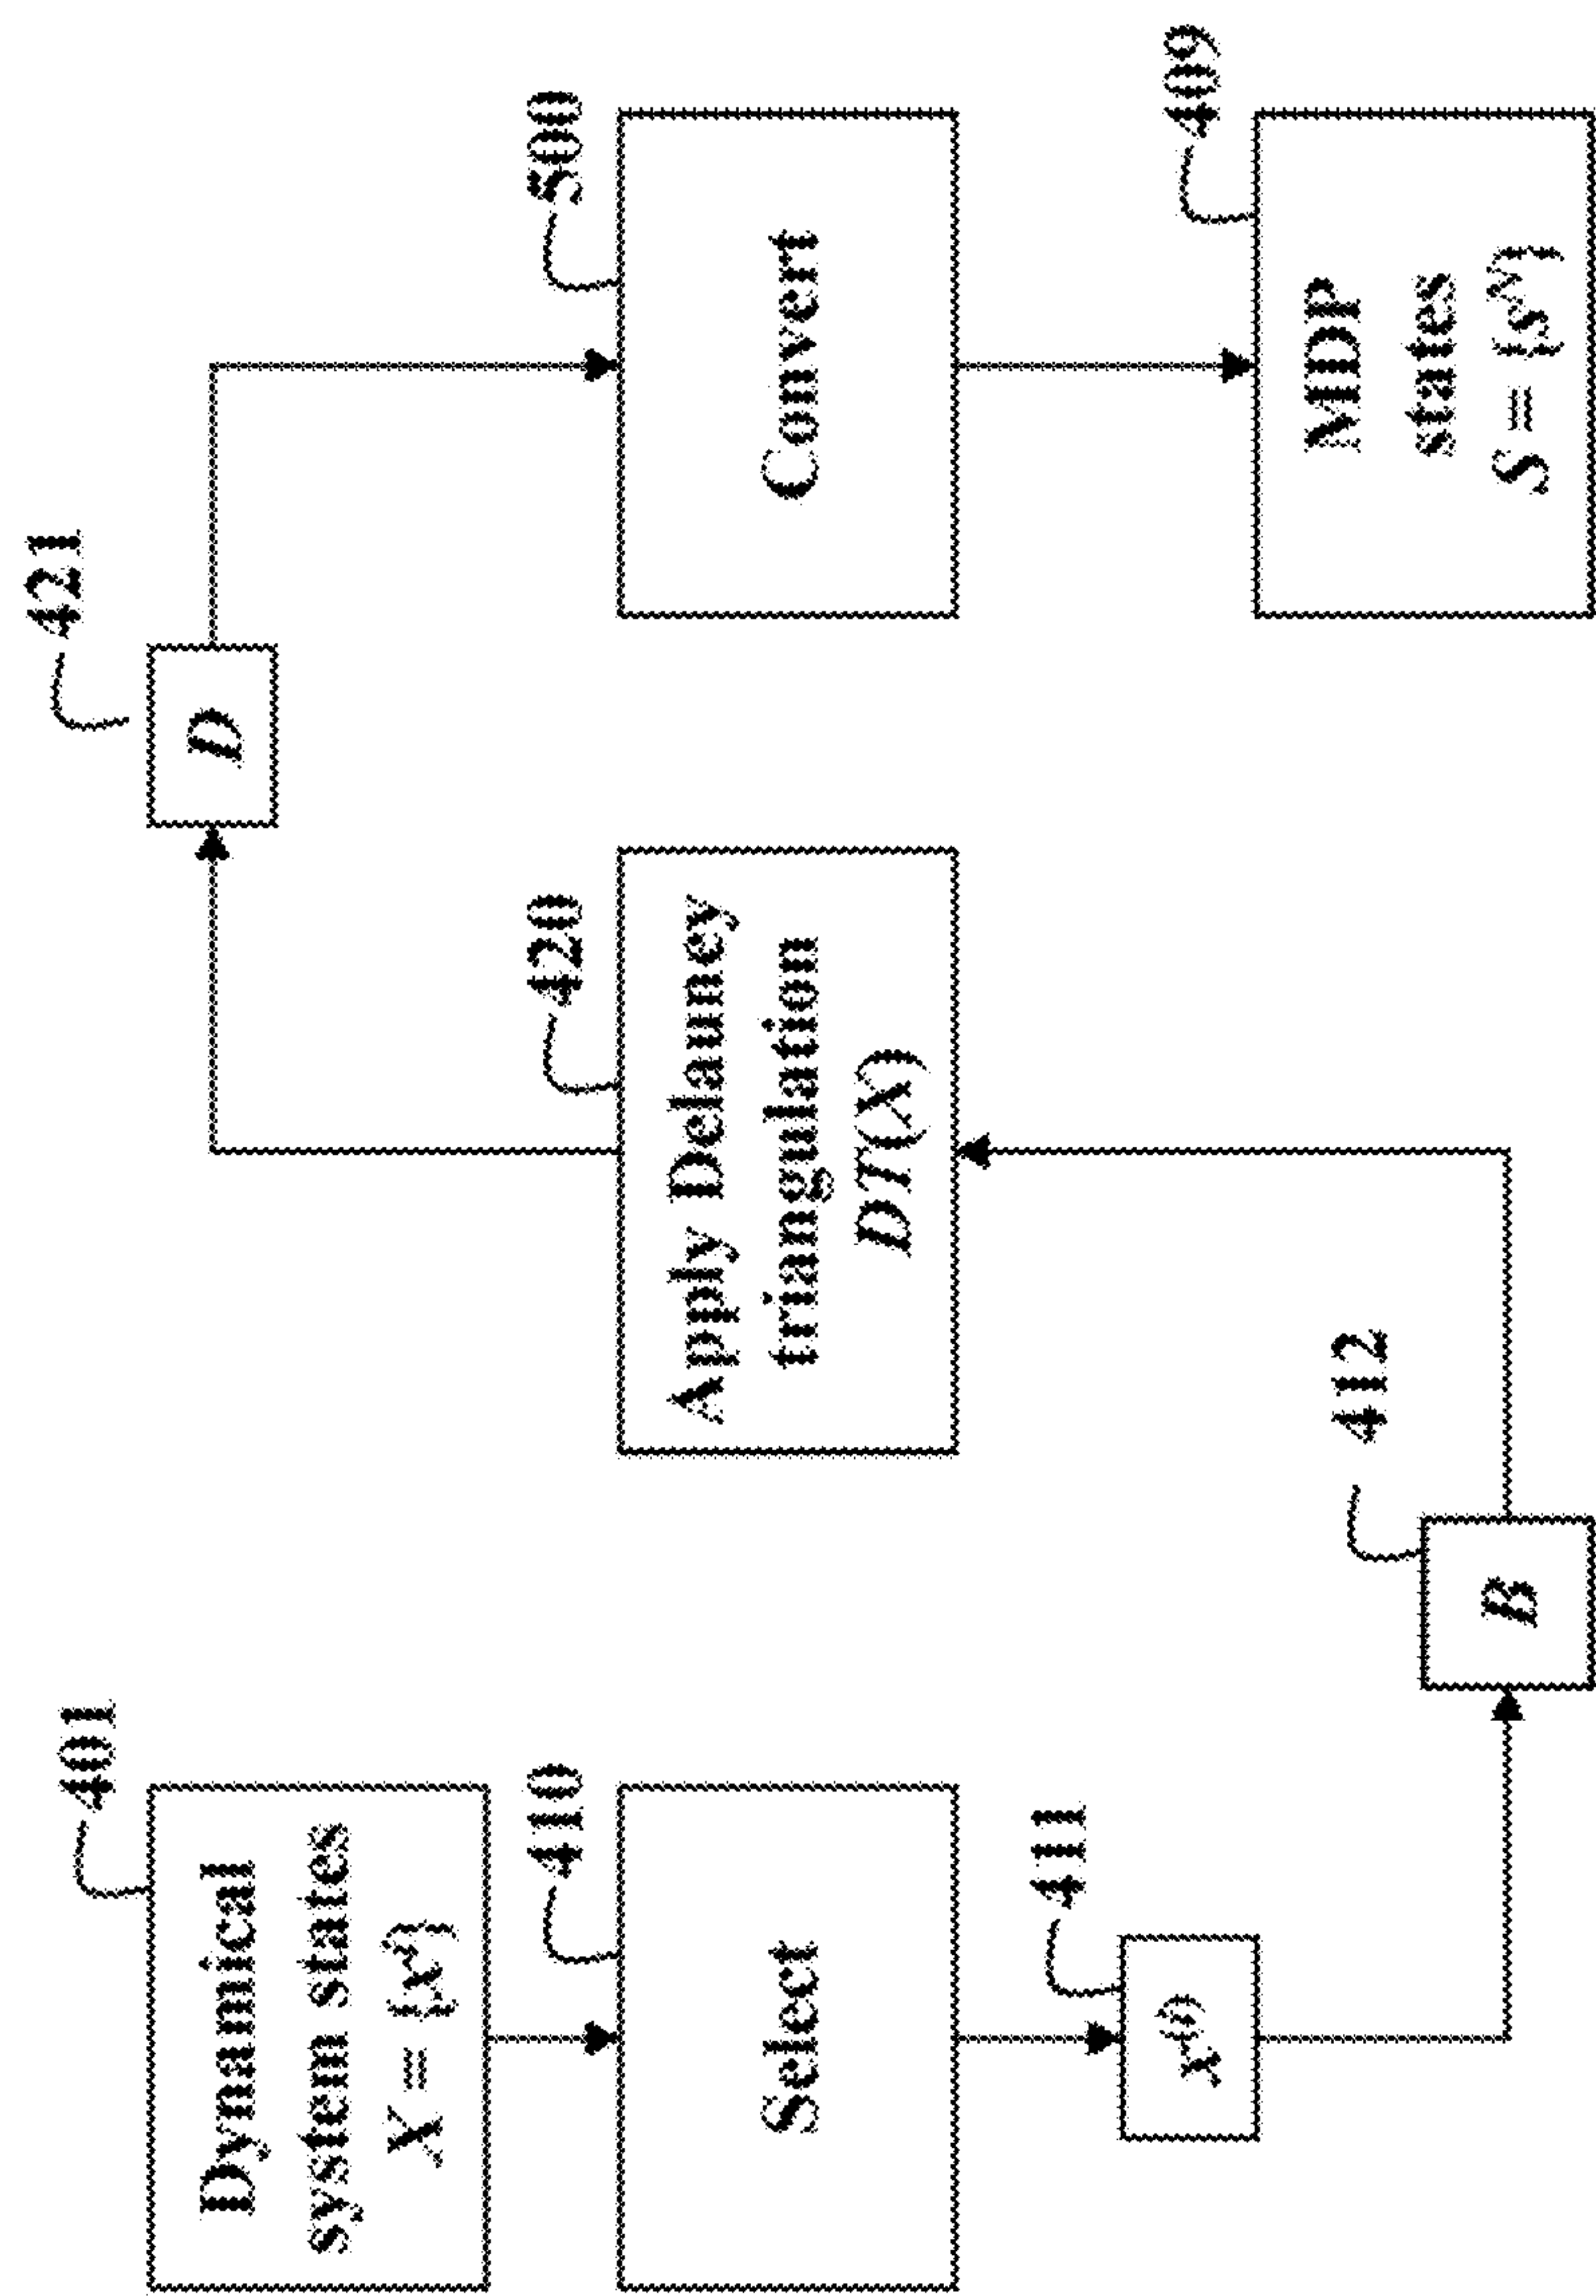 401
Dynamical
system states
X =
410
Select
411
x⁽ⁱ⁾
412
B
420
Apply Delauney
triangulation
DT(X)
421
D
500
Convert
409
MDP
states
S =